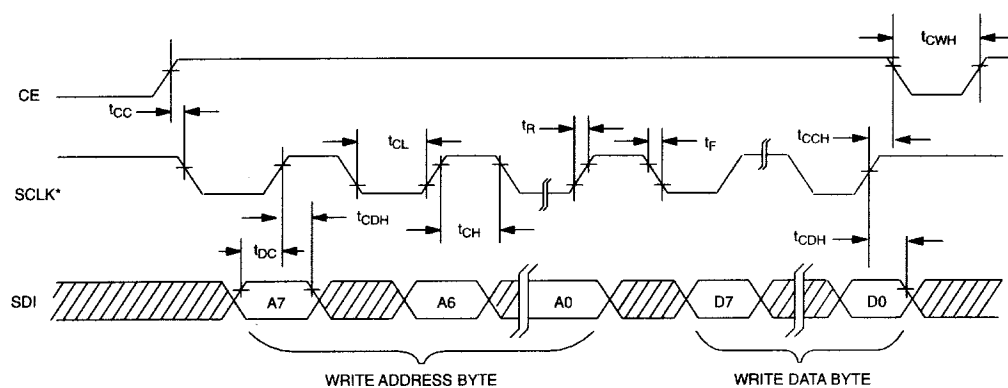 tCWH
CE
tCC
tCL
tR
tF
tCCH
SCLK*
tCDH
tCH
tCDH
tDC
SDI
A7
A6
A0
D7
D0
WRITE ADDRESS BYTE
WRITE DATA BYTE